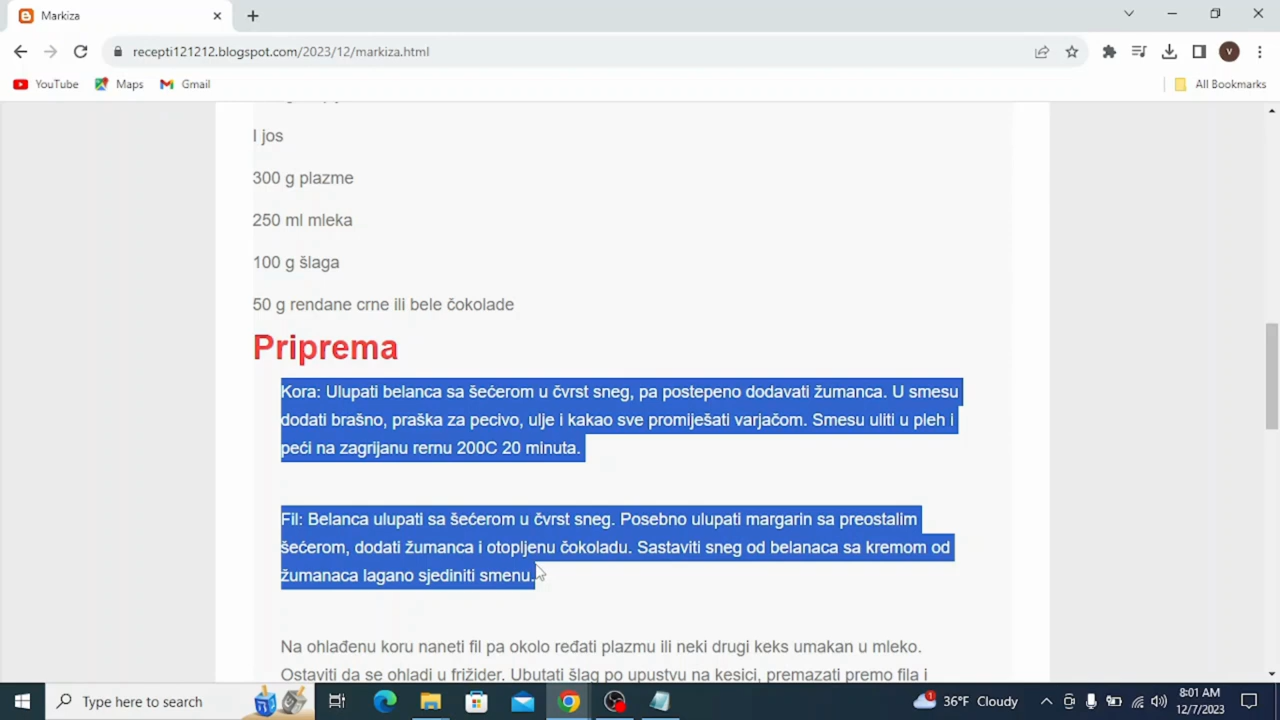 Markiza
recepti121212.blogspot.com/2023/12/markiza.html
V
YouTube
Maps
Gmail
All Bookmarks
I jos
300 g plazme
250 ml mleka
100 g šlaga
50 g rendane crne ili bele čokolade
Priprema
Kora: Ulupati belanca sa šećerom u čvrst sneg, pa postepeno dodavati žumanca. U smesu
dodati brašno, praška za pecivo, ulje i kakao sve promiješati varjačom. Smesu uliti u pleh i
peći na zagrijanu rernu 200C 20 minuta.
Fil: Belanca ulupati sa šećerom u čvrst sneg. Posebno ulupati margarin sa preostalim
šećerom, dodati žumanca i otopljenu čokoladu. Sastaviti sneg od belanaca sa kremom od
žumanaca lagano sjediniti smenu.
Na ohlađenu koru naneti fil pa okolo ređati plazmu ili neki drugi keks umakan u mleko.
Ostaviti da se ohladi u frižider. Ubutati šlag po upustvu na kesici, premazati premo fila i
Type here to search
1
36°F Cloudy
8:01 AM
12/7/2023